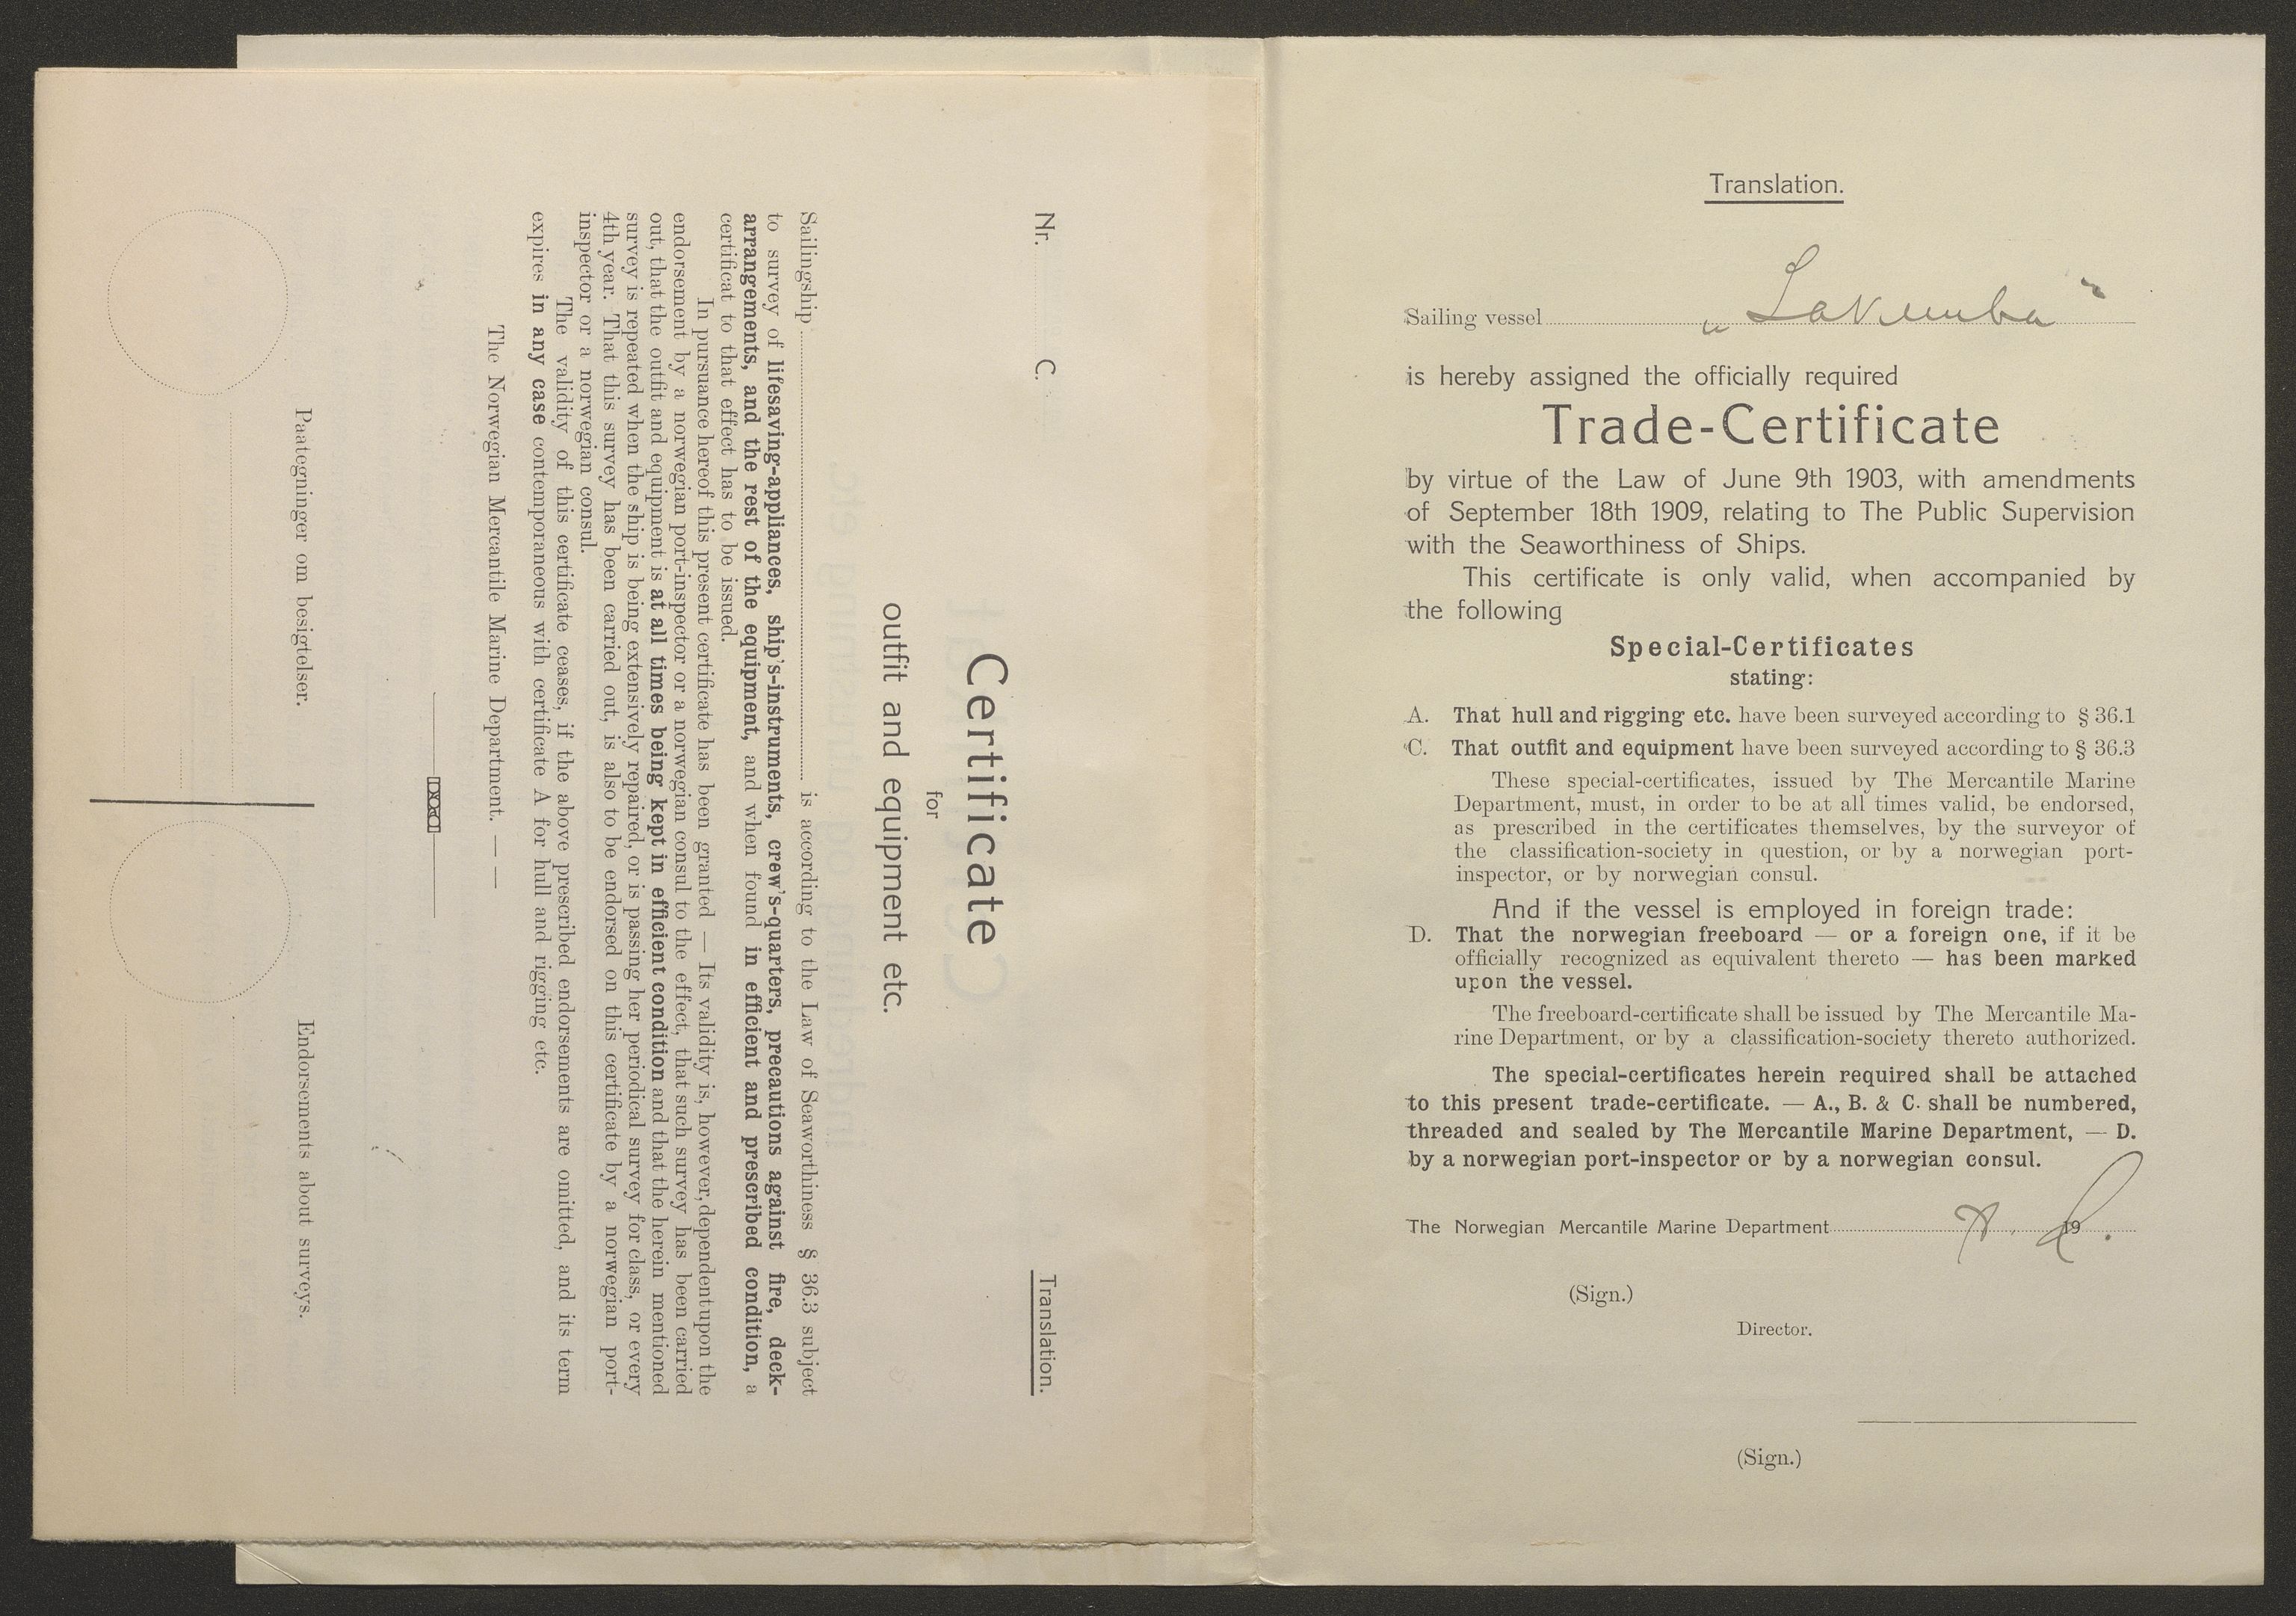 Nr. C. Translation.
Certificate
for
outfit and equipment etc.
Sailingship is according to the Law of Seaworthiness § 36.3 subject
to survey of lifesaving-appliances, ship's-instruments, crew's-quarters, precautions against fire, deck-
arrangements, and the rest of the equipment, and when found in efficient and prescribed condition, a
certificat to that effect has to be issued.
In pursuance hereof this present certificate has been granted — Its validity is, however, dependent upon the
endorsement by a norwegian port-inspector or a norwegian consul to the effect, that such survey has been carried
out, that the outfit and equipment is at all times being kept in efficient condition and that the herein mentioned
survey is repeated when the ship is being extensively repaired, or is passing her periodical survey for class, or every
4th year. That this survey has been carried out, is also to be endorsed on this certificate by a norwegian port-
inspector or a norwegian consul.
The validity of this certificate ceases, if the above prescribed endorsements are omitted, and its term
expires in any case contemporaneous with certificate A for hull and rigging etc.
The Norwegian Mercantile Marine Department. — —
Paategninger om besigtelser. Endorsements about surveys.
Translation.
Sailing vessel „Lakemba"
is hereby assigned the officially required
Trade-Certificate
by virtue of the Law of June 9th 1903, with amendments
of September 18th 1909, relating to The Public Supervision
with the Seaworthiness of Ships.
This certificate is only valid, when accompanied by
the following
Special-Certificates
stating:
A. That hull and rigging etc. have been surveyed according to § 36.1
C. That outfit and equipment have been surveyed according to § 36.3
These special-certificates, issued by The Mercantile Marine
Department, must, in order to be at all times valid, be endorsed,
as prescribed in the certificates themselves, by the surveyor of
the classification-society in question, or by a norwegian port-
inspector, or by norwegian consul.
And if the vessel is employed in foreign trade:
D. That the norwegian freeboard — or a foreign one, if it be
officially recognized as equivalent thereto — has been marked
upon the vessel.
The freeboard-certificate shall be issued by The Mercantile Ma-
rine Department, or by a classification-society thereto authorized.
The special-certificates herein required shall be attached
to this present trade-certificate. — A., B. & C. shall be numbered,
threaded and sealed by The Mercantile Marine Department, — D.
by a norwegian port-inspector or by a norwegian consul.
The Norwegian Mercantile Marine Department 19
(Sign.)
Director.
(Sign.)